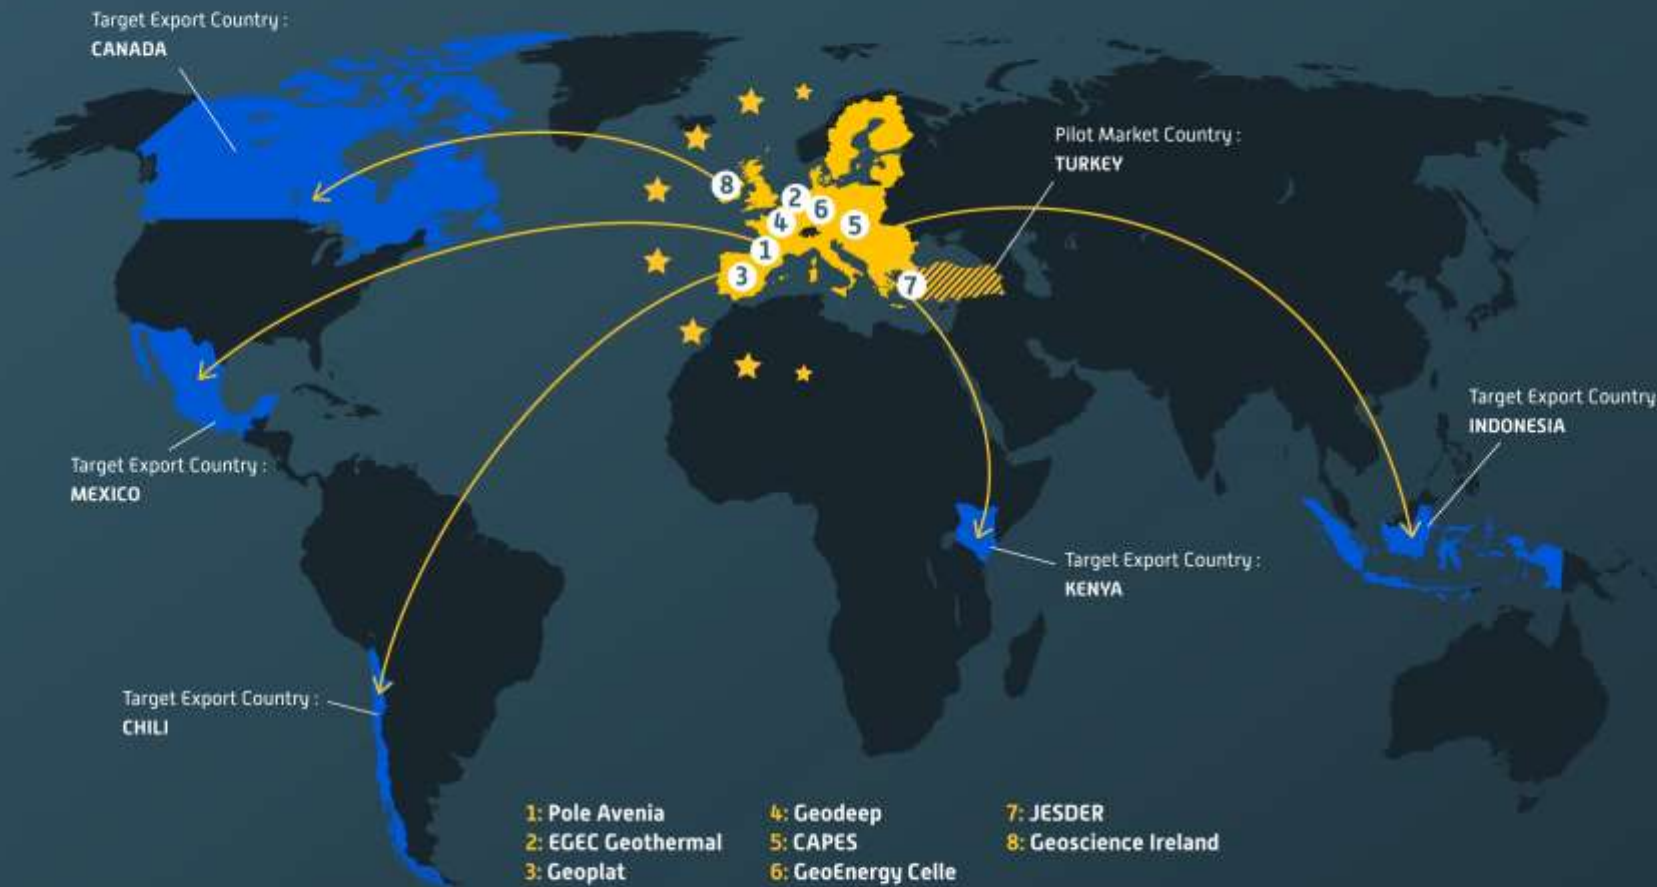 Target Export Country :
CANADA
Pilot Market Country :
TURKEY
8
2
6
4
5
1
3
7
Target Export Country
INDONESIA
Target Export Country :
MEXICO
Target Export Country :
KENYA
Target Export Country :
CHILI
1: Pole Avenia
2: EGEC Geothermal
3: Geoplat
4: Geodeep
5: CAPES
6: GeoEnergy Celle
7: JESDER
8: Geoscience Ireland